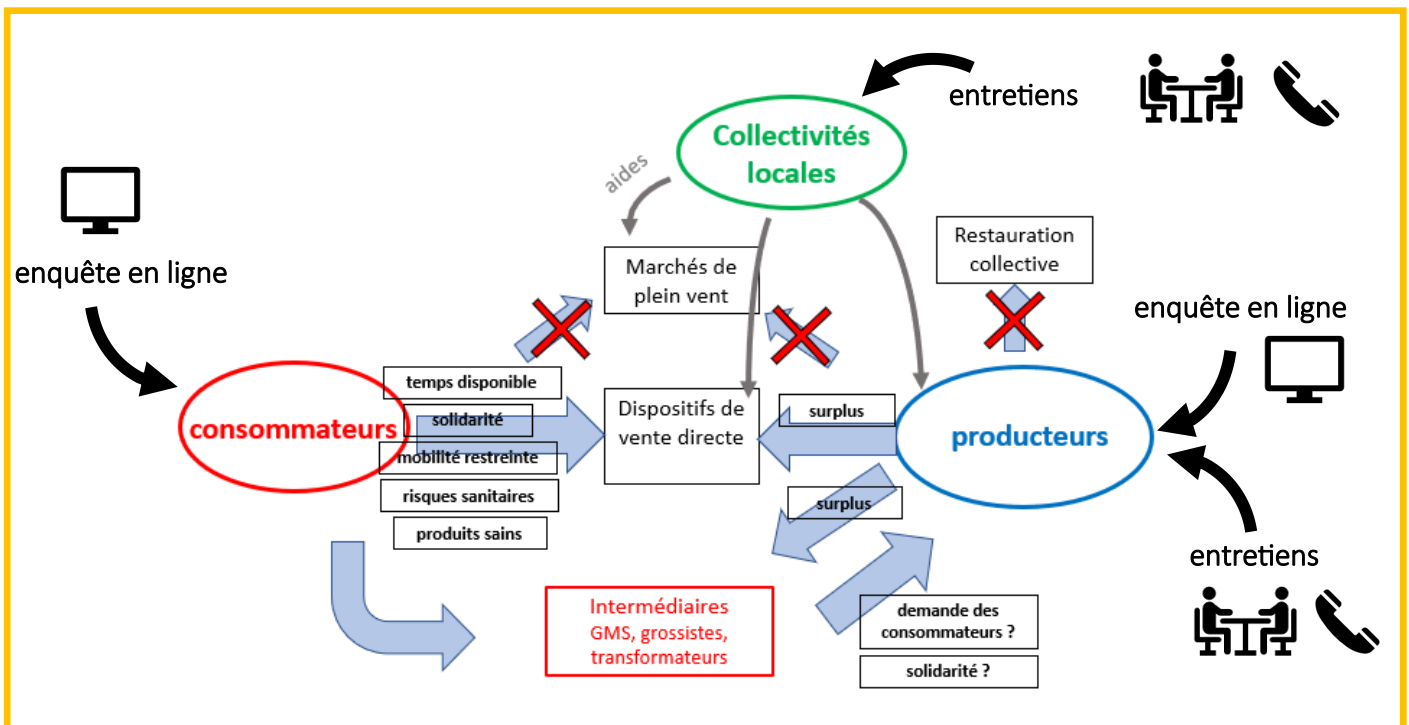 entretiens
Collectivités
locales
aides
enquête en ligne
Marchés de
plein vent
Restauration
collective
enquête en ligne
consommateurs
temps disponible
solidarité
mobilité restreinte
risques sanitaires
produits sains
Dispositifs de
vente directe
surplus
producteurs
surplus
entretiens
Intermédiaires
GMS, grossistes,
transformateurs
demande des
consommateurs ?
solidarité ?